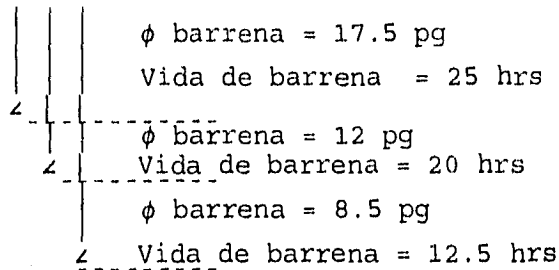 ϕ barrena = 17.5 pg
Vida de barrena = 25 hrs
ϕ barrena = 12 pg
Vida de barrena = 20 hrs
ϕ barrena = 8.5 pg
Vida de barrena = 12.5 hrs